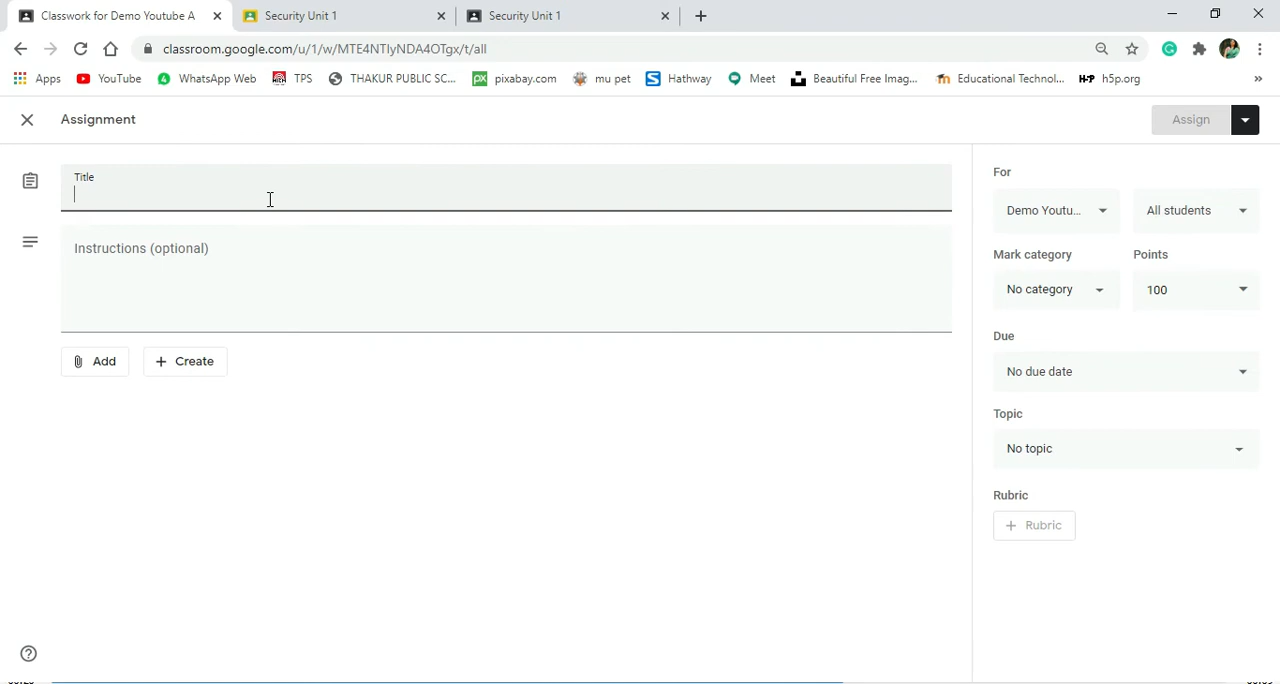 Classwork for Demo Youtube A
Security Unit 1
Security Unit 1
classroom.google.com/u/1/w/MTE4NTIyNDA4OTgx/t/all
Apps YouTube WhatsApp Web TPS THAKUR PUBLIC SC... pixabay.com mu pet Hathway Meet Beautiful Free Imag... Educational Technol... H-P h5p.org »
Assignment
Assign
Title
Instructions (optional)
Add
Create
For
Demo Youtu...
All students
Mark category
Points
No category
100
Due
No due date
Topic
No topic
Rubric
+ Rubric